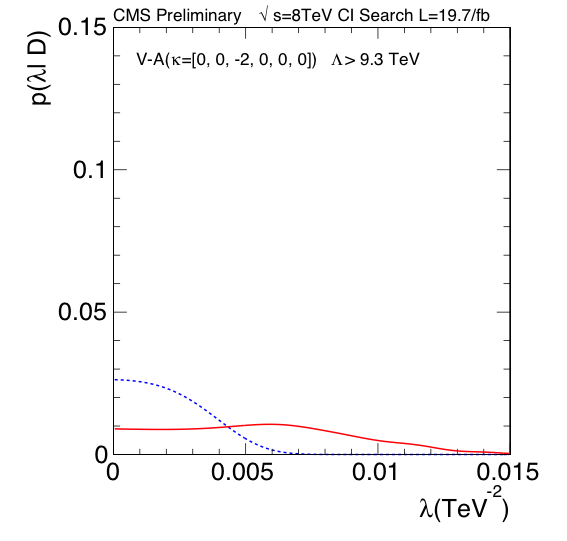 CMS Preliminary √ s=8TeV CI Search L=19.7/fb
0.15
V-A(κ=[0, 0, -2, 0, 0, 0]) Λ> 9.3 TeV
p(λ| D)
0.1
0.05
0
0 0.005 0.01 0.015
λ(TeV⁻²)